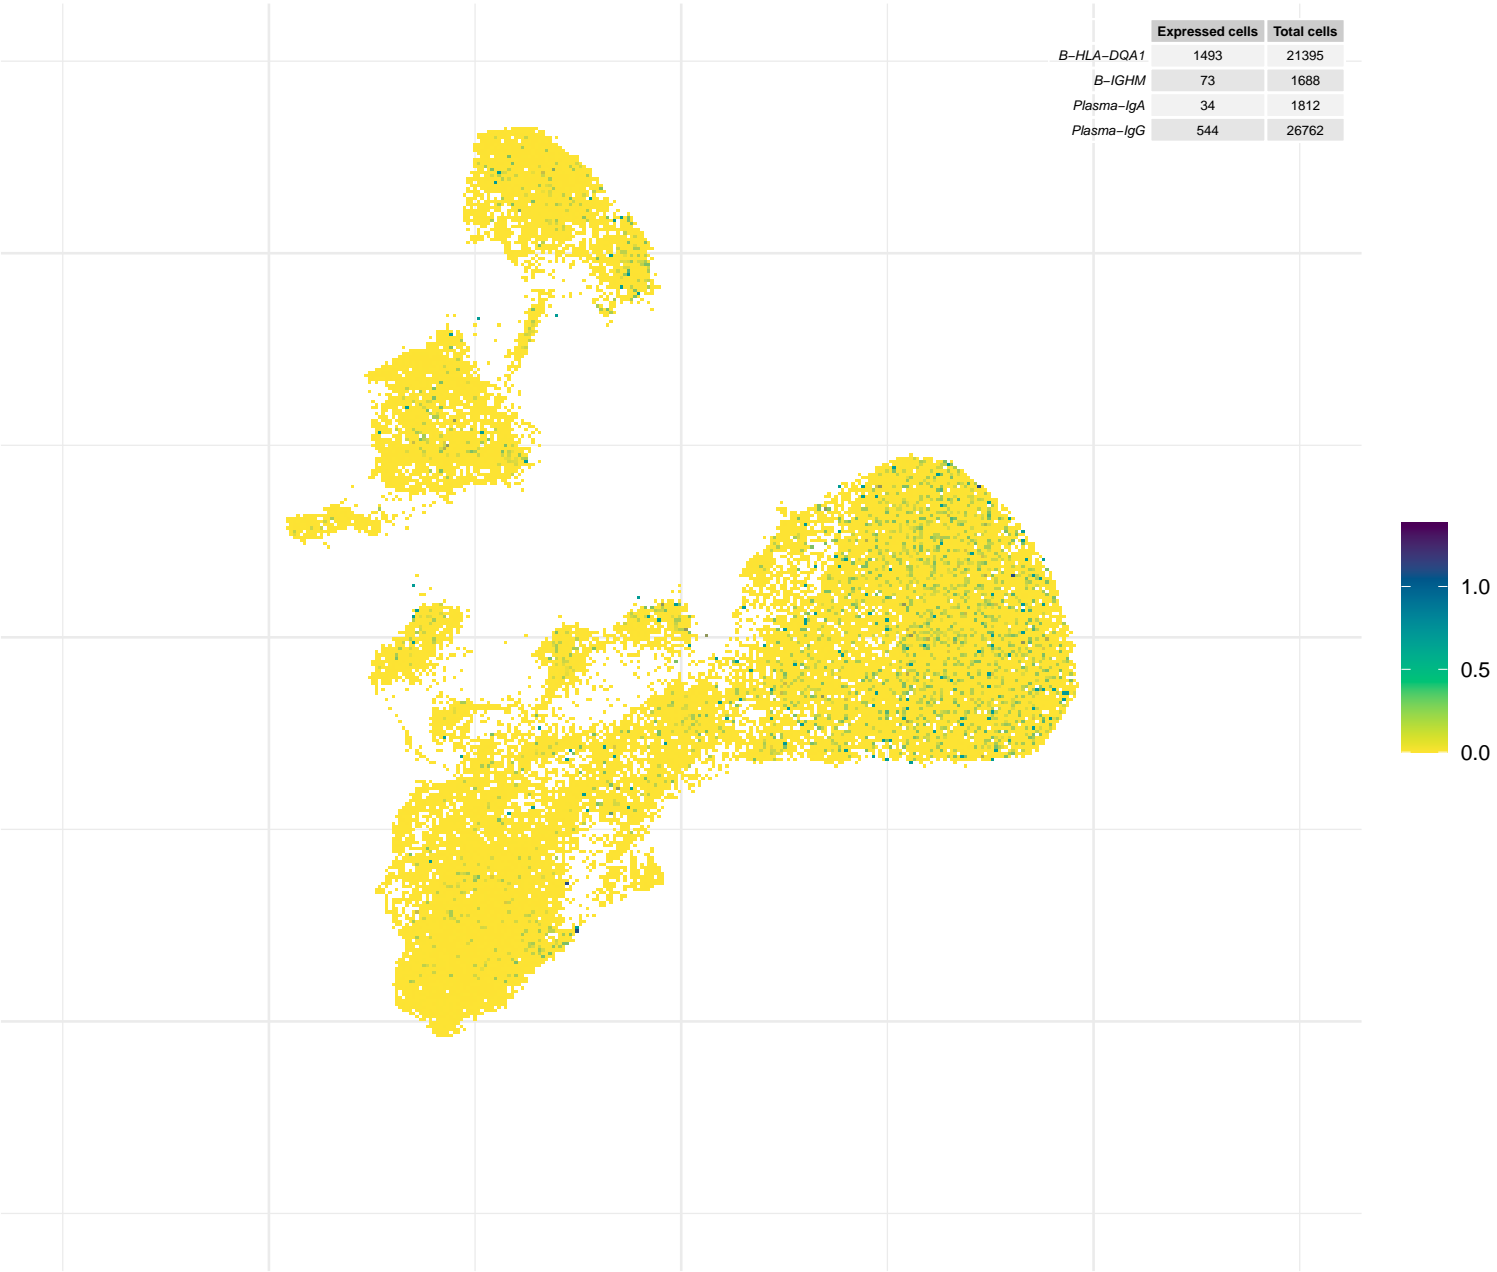 Expressed cells Total cells
B-HLA-DQA1 1493 21395
B-IGHM 73 1688
Plasma-IgA 34 1812
Plasma-IgG 544 26762
1.0
0.5
0.0